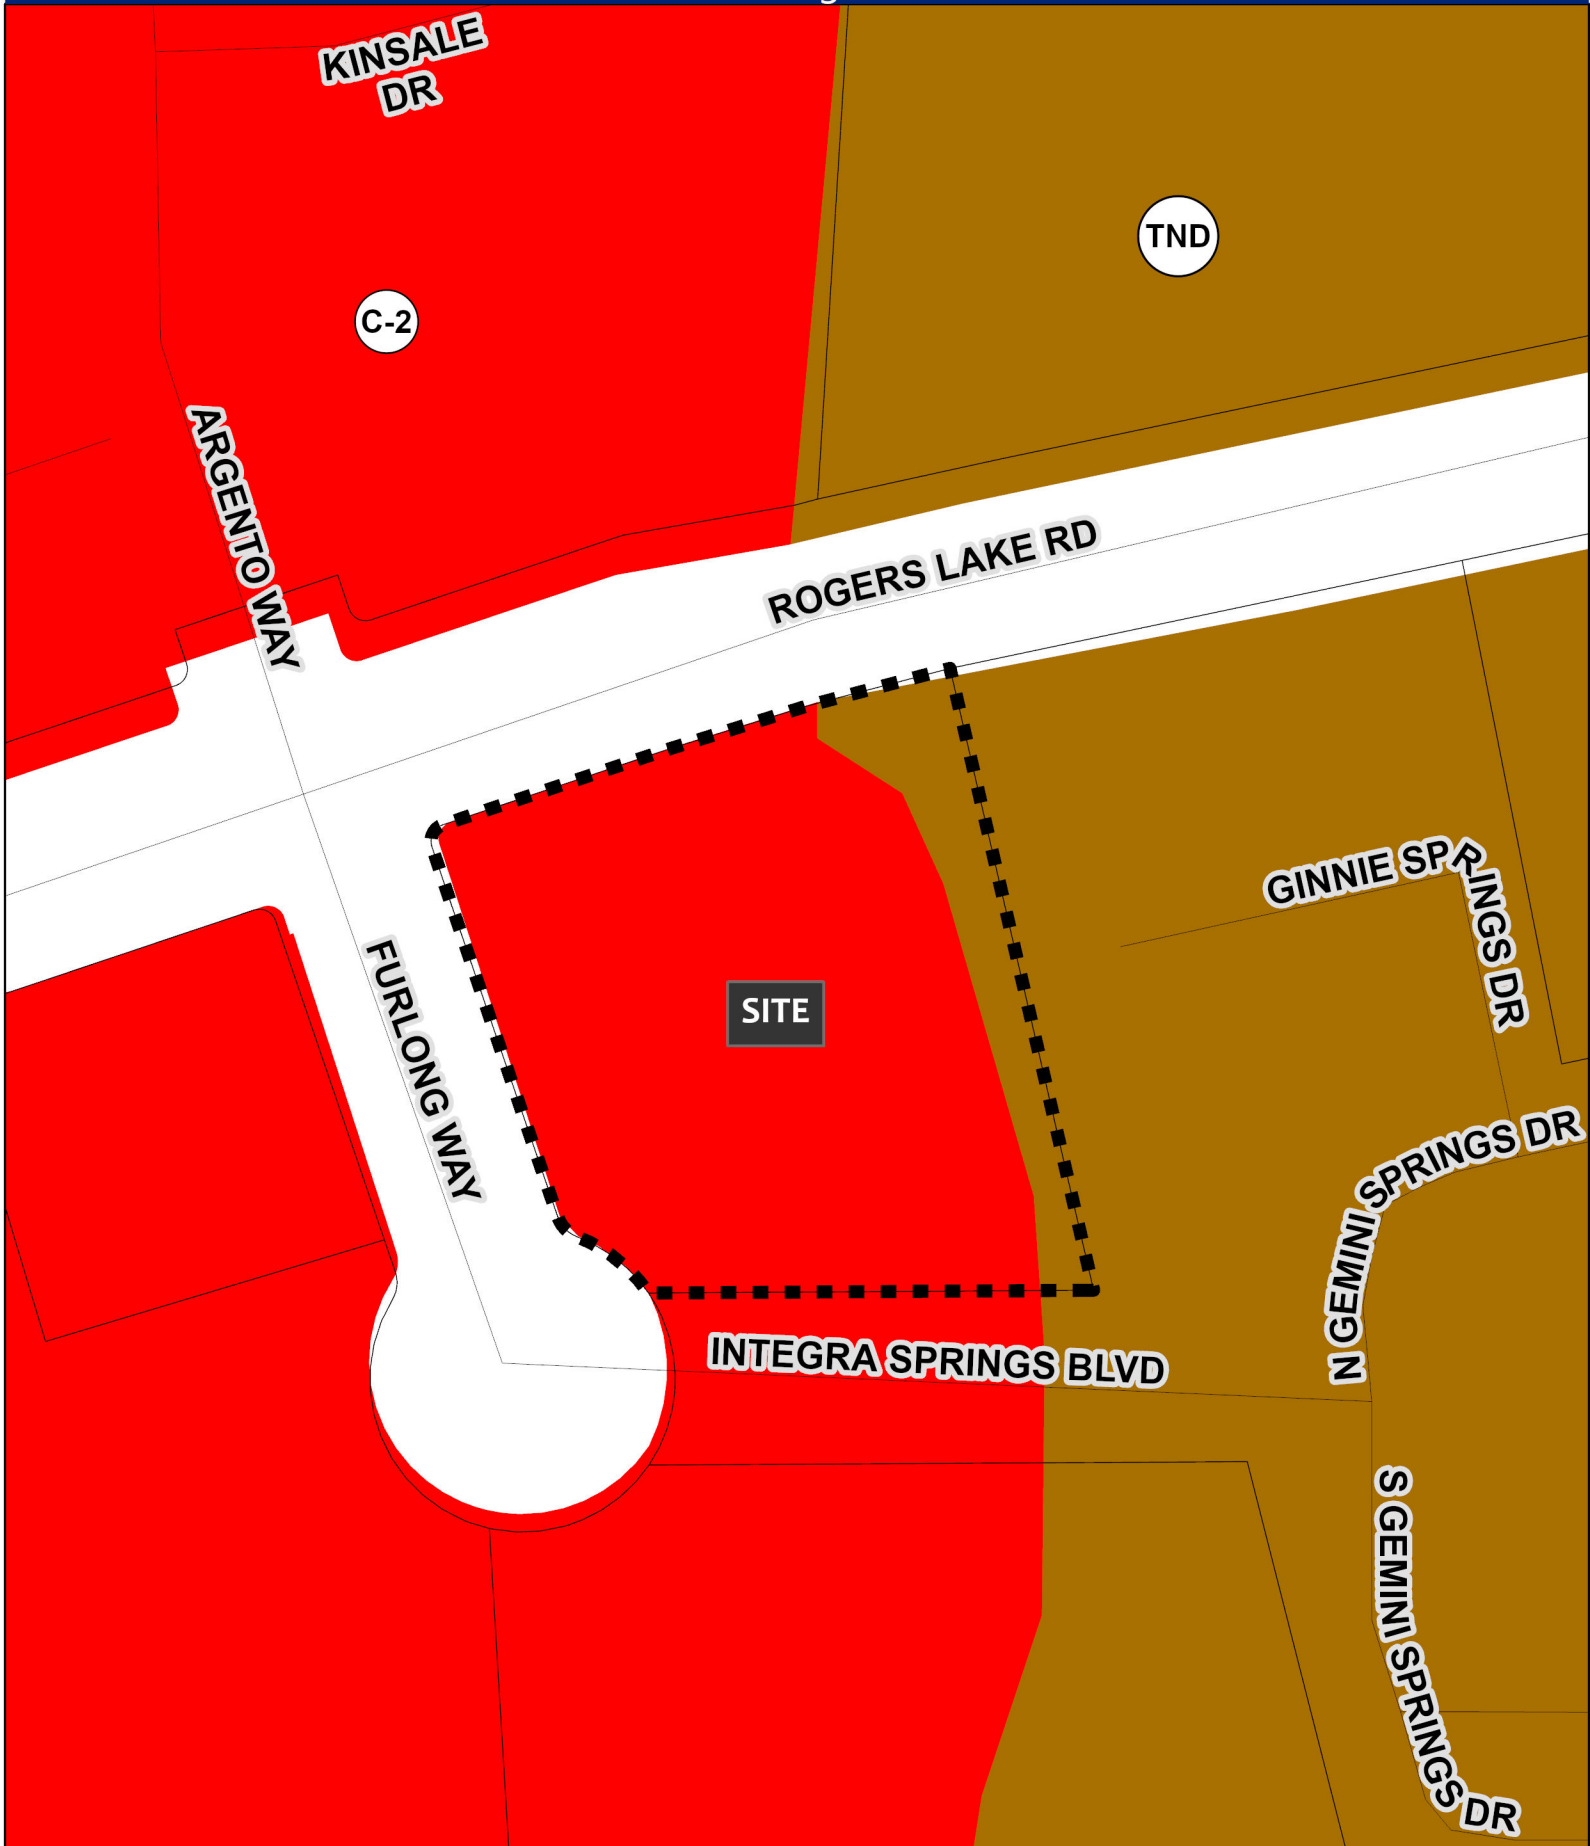 KINSALE
DR
TND
C-2
ARGENTO WAY
ROGERS LAKE RD
GINNIE SPRINGS DR
FURLONG WAY
SITE
N GEMINI SPRINGS DR
INTEGRA SPRINGS BLVD
S GEMINI SPRINGS DR